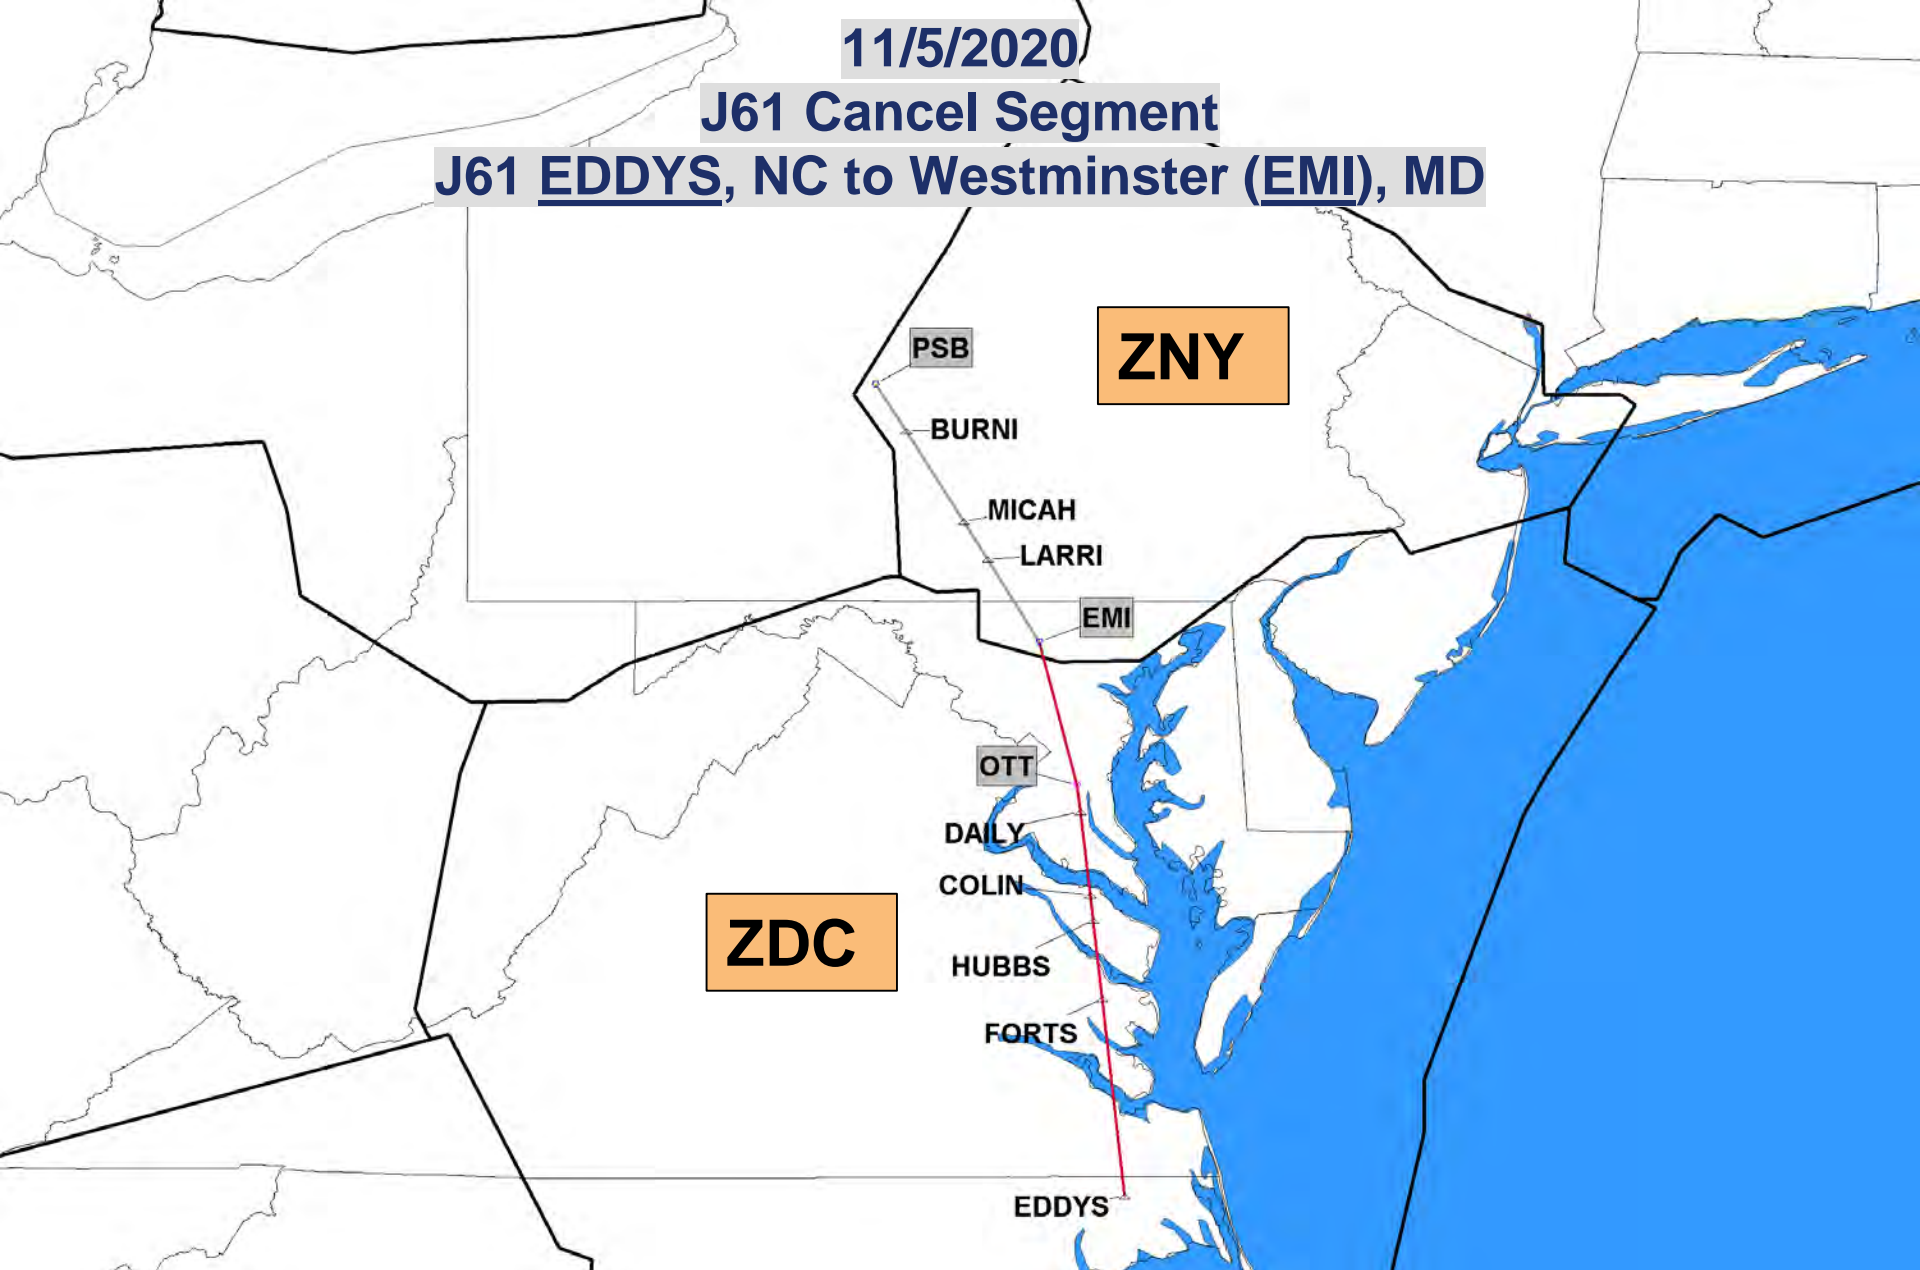 11/5/2020
J61 Cancel Segment
J61 EDDYS, NC to Westminster (EMI), MD
ZNY
PSB
BURNI
MICAH
LARRI
EMI
OTT
DAILY
COLIN
ZDC
HUBBS
FORTS
EDDYS